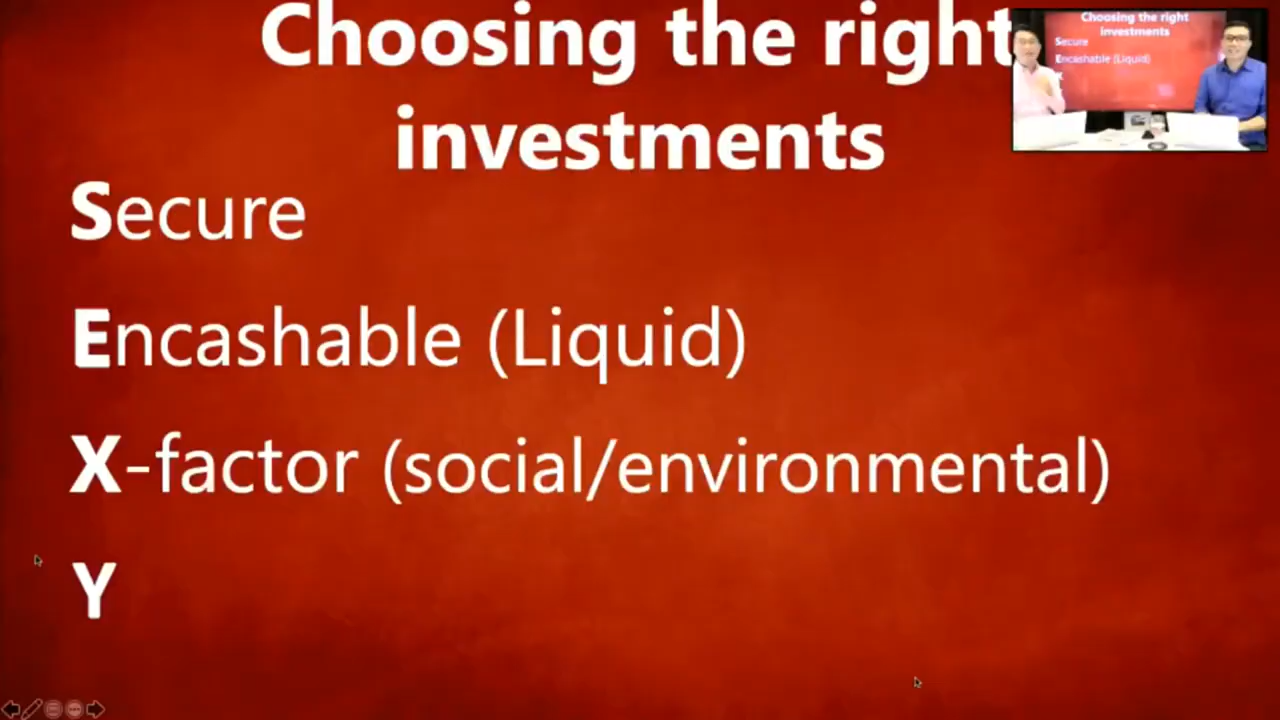 Choosing the right
investments
Secure
Encashable (Liquid)
X-factor (social/environmental)
Y
Choosing the right
investments
Secure
Encashable (Liquid)
X